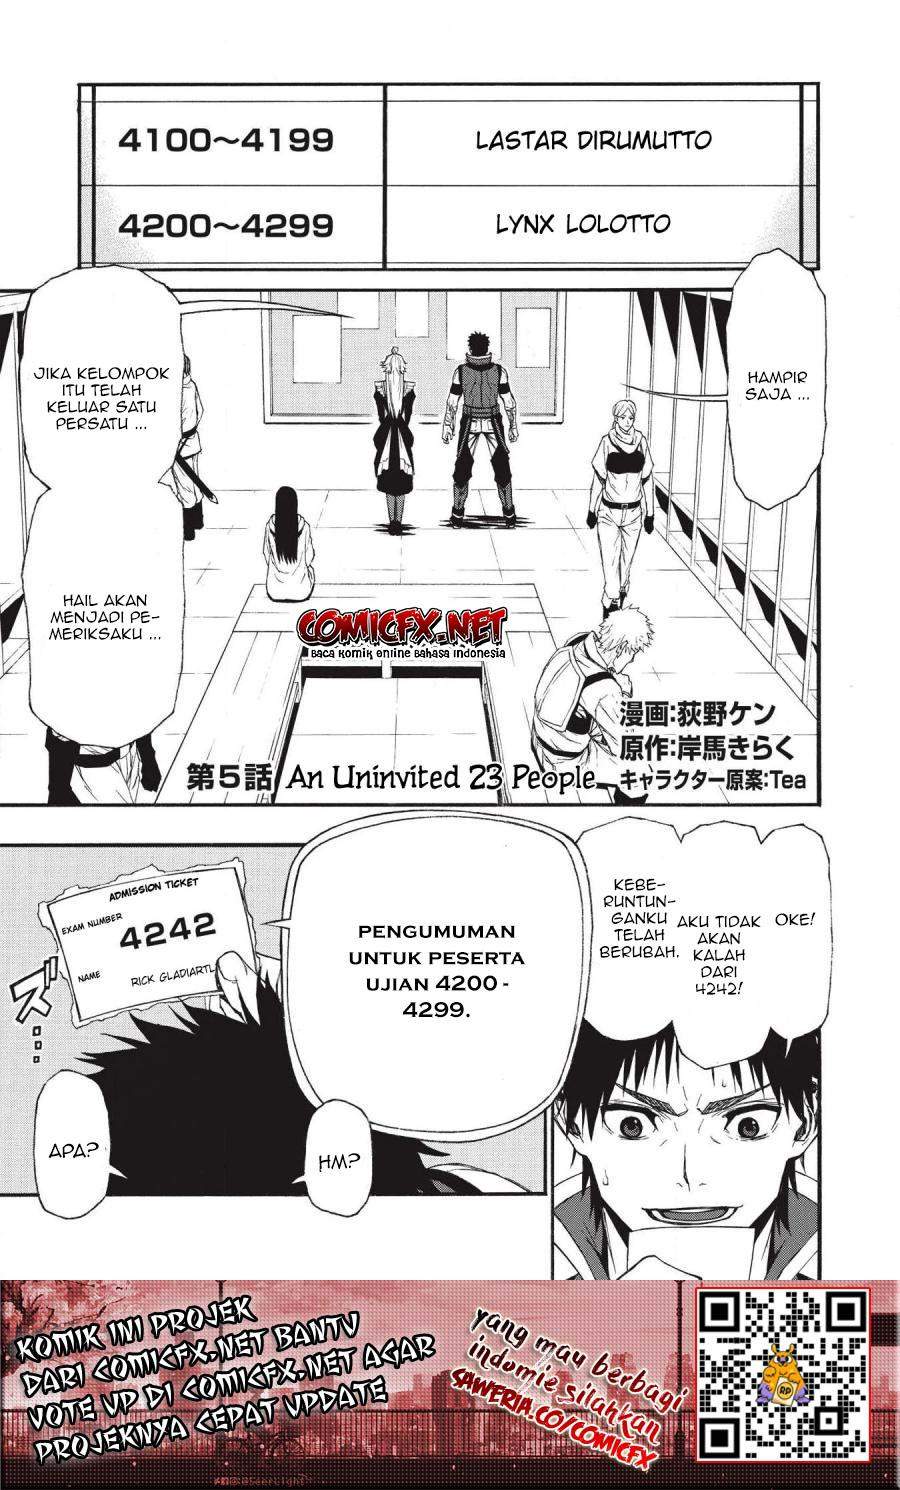 4100～4199
LASTAR DIRUMUTTO
4200～4299
LYNX LOLOTTO
HAMPIR
SAJA ...
JIKA KELOMPOK
ITU TELAH
KELUAR SATU
PERSATU ...
HAIL AKAN
MENJADI PE-
MERIKSAKU ...
COMICFX.NET
Baca Komik Online Bahasa Indonesia
漫画:荻野ケン
原作:岸馬きらく
キャラクター原案:Tea
第5話 An Uninvited 23 People
OKE!
AKU TIDAK
AKAN
KALAH
DARI
4242!
KEBE-
RUNTUN-
GANKU
TELAH
BERUBAH.
PENGUMUMAN
UNTUK PESERTA
UJIAN 4200 -
4299.
ADMISSION TICKET
EXAM NUMBER
4242
NAME
RICK GLADIARTL
ズ...
HM?
APA?
KOMIK INI PROJEK
DARI COMICFX.NET BANTU
VOTE UP DI COMICFX.NET AGAR
PROJEKNYA CEPAT UPDATE
yang mau berbagi
indomie silahkan
SAWERIA.CO/COMICFX
RP
@Seerlight